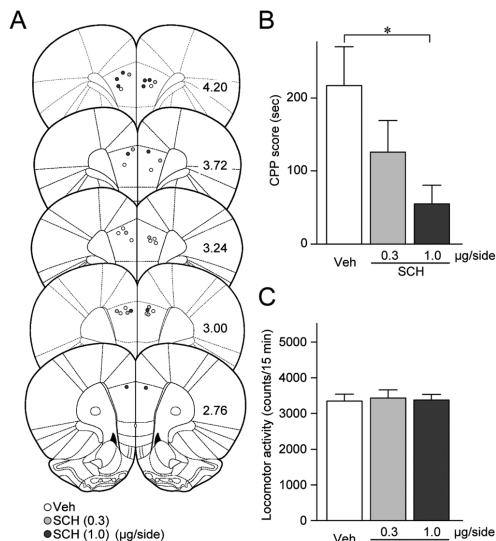 A
4.20
3.72
3.24
3.00
2.76
Veh
SCH (0.3)
SCH (1.0) (μg/side)
B
CPP score (sec)
200
100
0
*
Veh
0.3
1.0
μg/side
SCH
C
Locomotor activity (counts/15 min)
5000
4000
3000
2000
1000
0
Veh
0.3
1.0
μg/side